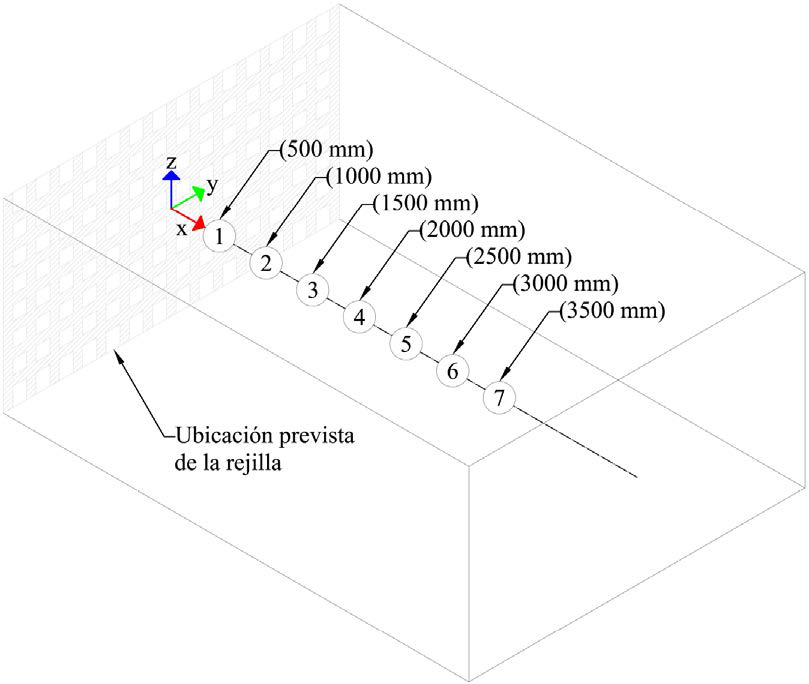 (500 mm)
z
(1000 mm)
y
(1500 mm)
x
1
(2000 mm)
2
(2500 mm)
3
(3000 mm)
4
(3500 mm)
5
6
7
Ubicación prevista
de la rejilla